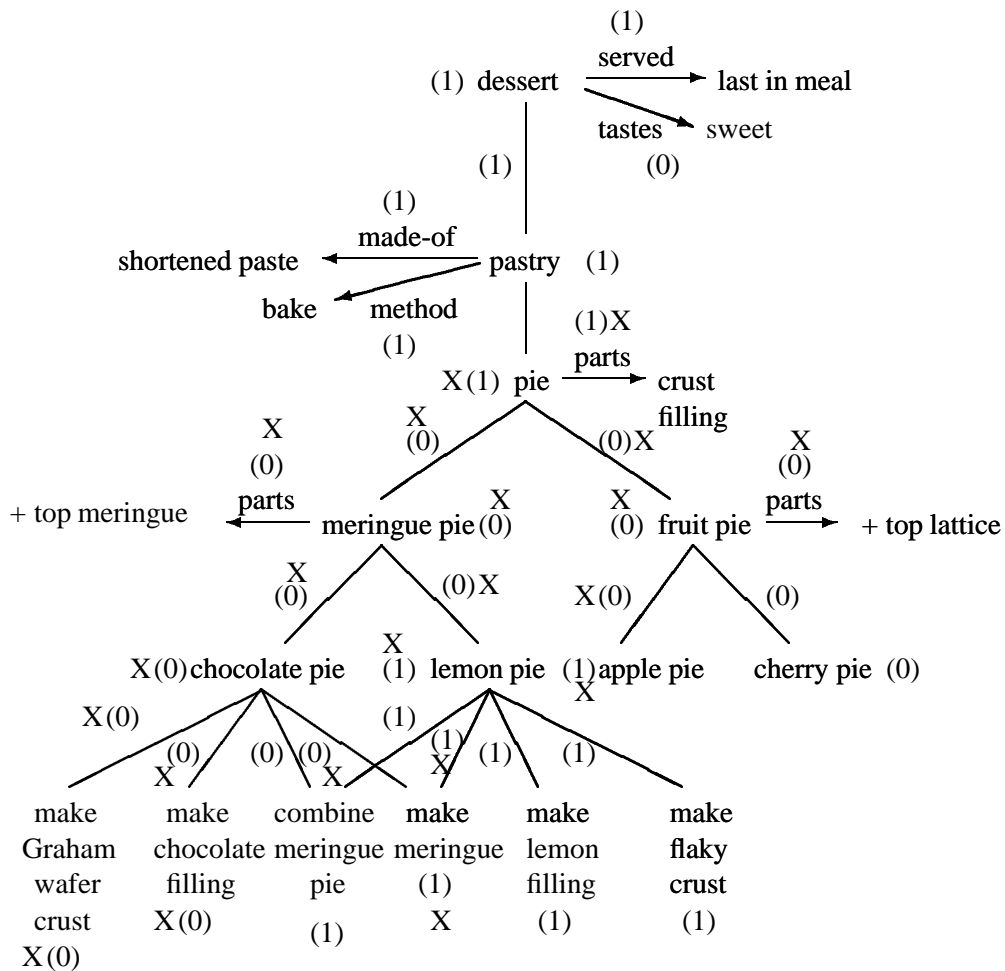 (1)
served
(1) dessert last in meal
tastes sweet
(1) (0)
(1)
made-of
shortened paste pastry (1)
bake method
(1) (1)X
parts
X(1) pie crust
filling
X X X
(0) (0)X (0)
(0) parts X X parts
+ top meringue meringue pie (0) (0) fruit pie + top lattice
X
(0) (0)X X(0) (0)
X
X(0) chocolate pie (1) lemon pie (1) apple pie cherry pie (0)
X
X(0) (1)
(0) (0) (0) (1) (1) (1)
X X X
make make combine make make make
Graham chocolate meringue meringue lemon flaky
wafer filling pie (1) filling crust
crust X(0) (1) X (1) (1)
X(0)